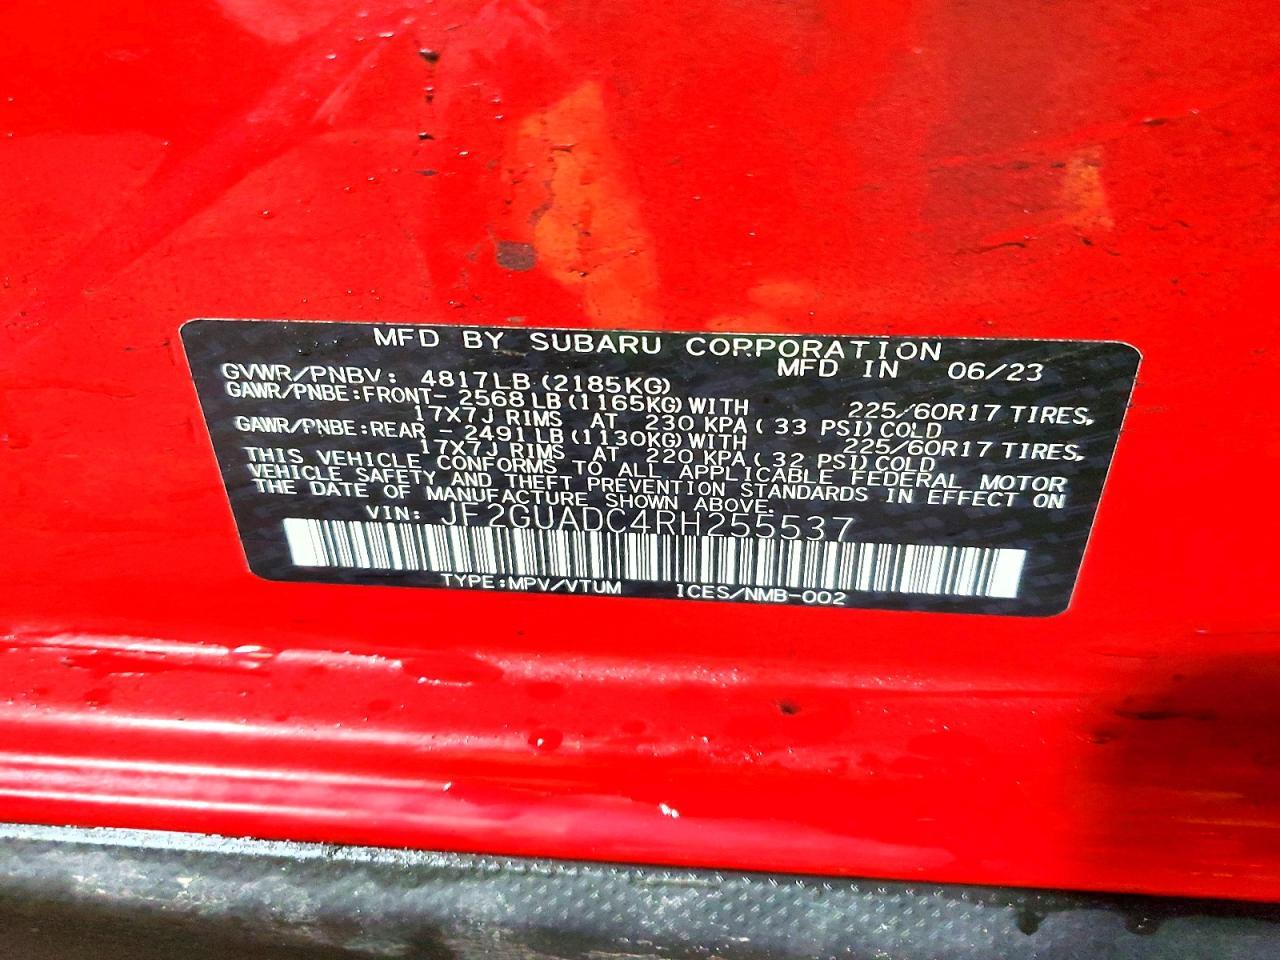 MFD BY SUBARU CORPORATION
MFD IN 06/23
GVWR/PNBV: 4817LB (2185KG)
GAWR/PNBE:FRONT- 2568 LB (1165KG) WITH 225/60R17 TIRES,
17X7J RIMS AT 230 KPA ( 33 PSI) COLD
GAWR/PNBE:REAR - 2491 LB (1130KG) WITH 225/60R17 TIRES,
17X7J RIMS AT 220 KPA ( 32 PSI) COLD
THIS VEHICLE CONFORMS TO ALL APPLICABLE FEDERAL MOTOR
VEHICLE SAFETY AND THEFT PREVENTION STANDARDS IN EFFECT ON
THE DATE OF MANUFACTURE SHOWN ABOVE.
VIN: JF2GUADC4RH255537
TYPE:MPV/VTUM ICES/NMB-002